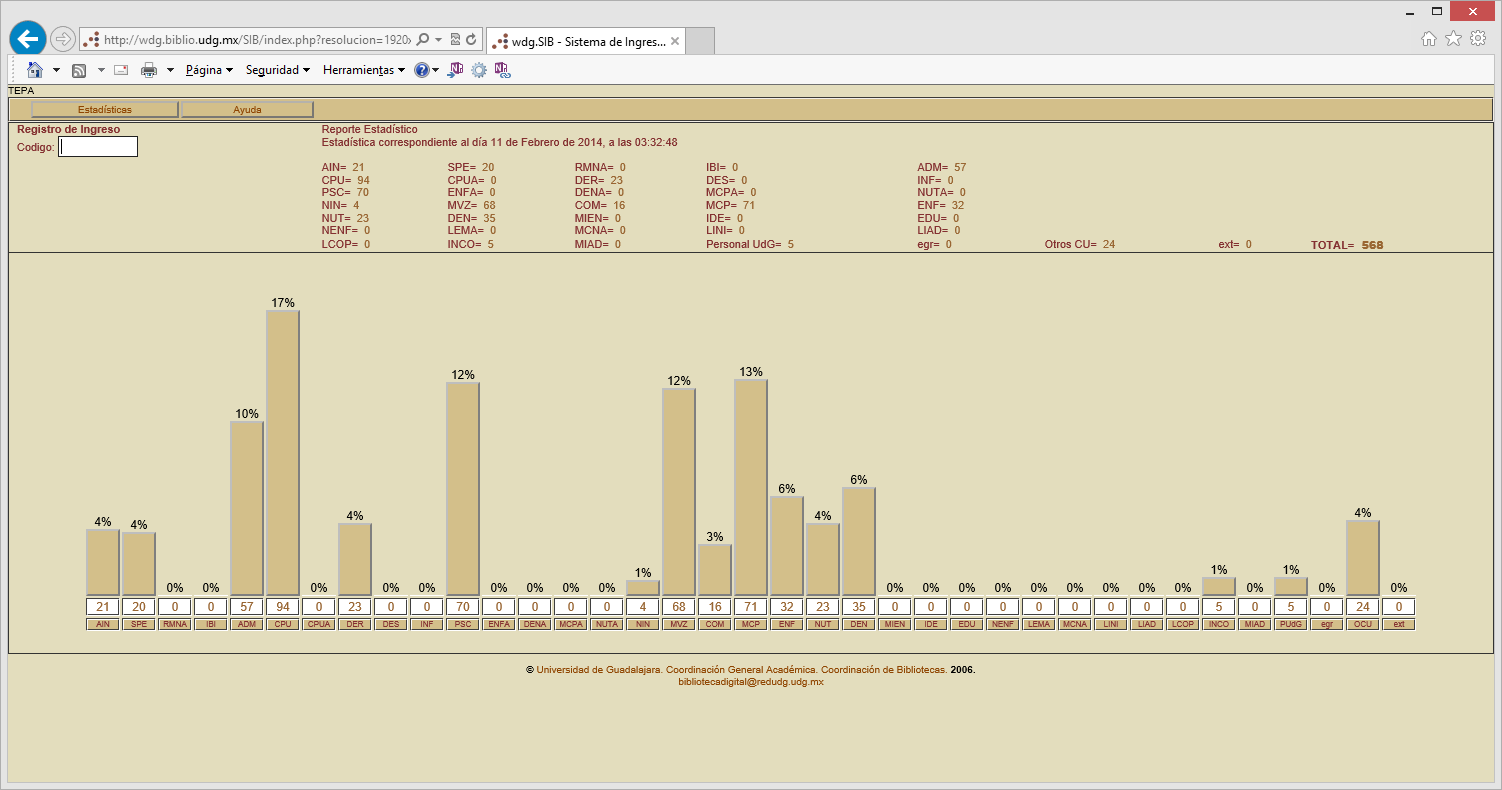 http://wdg.biblio.udg.mx/SIB/index.php?resolucion=1920x
wdg.SIB - Sistema de Ingres...
Página Seguridad Herramientas
TEPA
Estadísticas Ayuda
Registro de Ingreso
Codigo:
Reporte Estadístico
Estadística correspondiente al día 11 de Febrero de 2014, a las 03:32:48
AIN= 21 SPE= 20 RMNA= 0 IBI= 0 ADM= 57
CPU= 94 CPUA= 0 DER= 23 DES= 0 INF= 0
PSC= 70 ENFA= 0 DENA= 0 MCPA= 0 NUTA= 0
NIN= 4 MVZ= 68 COM= 16 MCP= 71 ENF= 32
NUT= 23 DEN= 35 MIEN= 0 IDE= 0 EDU= 0
NENF= 0 LEMA= 0 MCNA= 0 LINI= 0 LIAD= 0
LCOP= 0 INCO= 5 MIAD= 0 Personal UdG= 5 egr= 0 Otros CU= 24 ext= 0 TOTAL= 568
4% 4% 0% 0% 10% 17% 0% 4% 0% 0% 12% 0% 0% 0% 0% 1% 12% 3% 13% 6% 4% 6% 0% 0% 0% 0% 0% 0% 0% 0% 0% 1% 0% 1% 0% 4% 0%
21 20 0 0 57 94 0 23 0 0 70 0 0 0 0 4 68 16 71 32 23 35 0 0 0 0 0 0 0 0 0 5 0 5 0 24 0
AIN SPE RMNA IBI ADM CPU CPUA DER DES INF PSC ENFA DENA MCPA NUTA NIN MVZ COM MCP ENF NUT DEN MIEN IDE EDU NENF LEMA MCNA LINI LIAD LCOP INCO MIAD PUdG egr OCU ext
© Universidad de Guadalajara. Coordinación General Académica. Coordinación de Bibliotecas. 2006.
bibliotecadigital@redudg.udg.mx